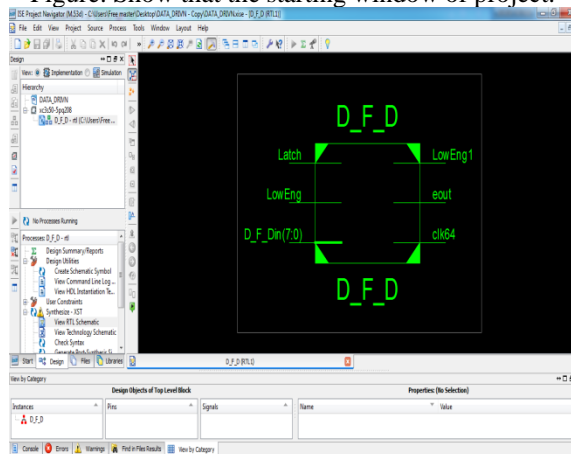 Figure. Show that the starting window of project.
ISE Project Navigator (M.53d) - C:\Users\Free master\Desktop\DATA_DRIVN - Copy\DATA_DRIVN.xise - [D_F_D (RTL1)]
File Edit View Project Source Process Tools Window Layout Help
Design
View: Implementation Simulation
Hierarchy
DATA_DRIVN
xc3s50-5pq208
D_F_D - rtl (C:\Users\Free ...
No Processes Running
Processes: D_F_D - rtl
Design Summary/Reports
Design Utilities
Create Schematic Symbol
View Command Line Log ...
View HDL Instantiation Te...
User Constraints
Synthesize - XST
View RTL Schematic
View Technology Schematic
Check Syntax
Generate Post-Synthesis Si...
D_F_D
Latch LowEng1
LowEng eout
D_F_Din(7:0) clk64
D_F_D
Start Design Files Libraries
D_F_D (RTL1)
View by Category
Design Objects of Top Level Block Properties: (No Selection)
Instances Pins Signals Name Value
D_F_D
Console Errors Warnings Find in Files Results View by Category